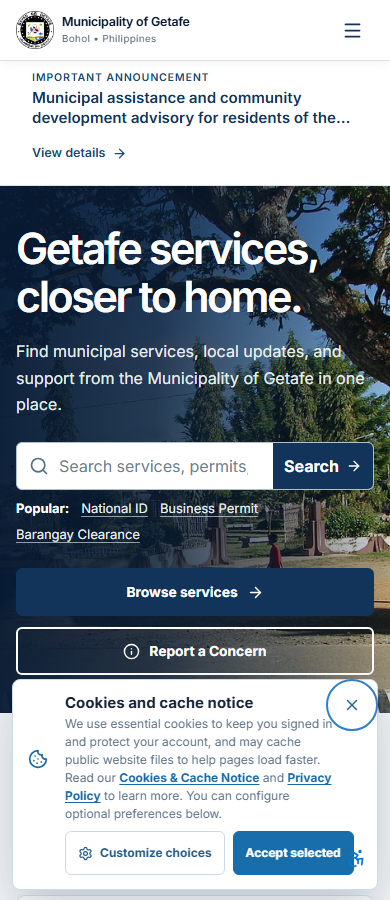 Municipality of Getafe
Bohol • Philippines
IMPORTANT ANNOUNCEMENT
Municipal assistance and community
development advisory for residents of the...
View details
Getafe services,
closer to home.
Find municipal services, local updates, and
support from the Municipality of Getafe in one
place.
Search services, permits,
Search
Popular: National ID Business Permit
Barangay Clearance
Browse services
Report a Concern
Cookies and cache notice
We use essential cookies to keep you signed in
and protect your account, and may cache
public website files to help pages load faster.
Read our Cookies & Cache Notice and Privacy
Policy to learn more. You can configure
optional preferences below.
Customize choices
Accept selected